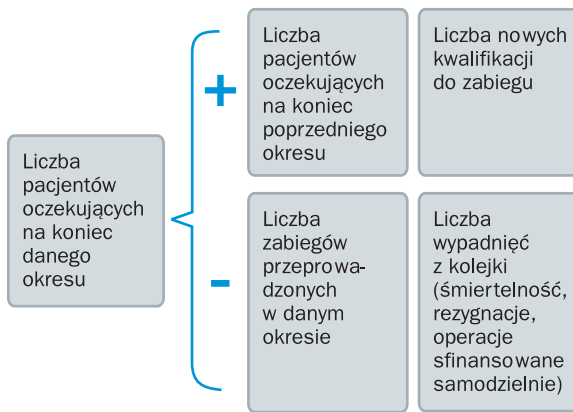 Liczba
pacjentów
oczekujących
na koniec
danego
okresu
+
Liczba
pacjentów
oczekujących
na koniec
poprzedniego
okresu
Liczba nowych
kwalifikacji
do zabiegu
-
Liczba
zabiegów
przeprowa-
dzonych
w danym
okresie
Liczba
wypadnięć
z kolejki
(śmiertelność,
rezygnacje,
operacje
sfinansowane
samodzielnie)